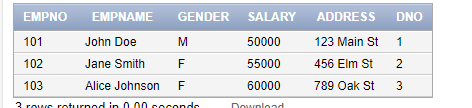 EMPNO EMPNAME GENDER SALARY ADDRESS DNO
101 John Doe M 50000 123 Main St 1
102 Jane Smith F 55000 456 Elm St 2
103 Alice Johnson F 60000 789 Oak St 3
3 rows returned in 0.00 seconds Download